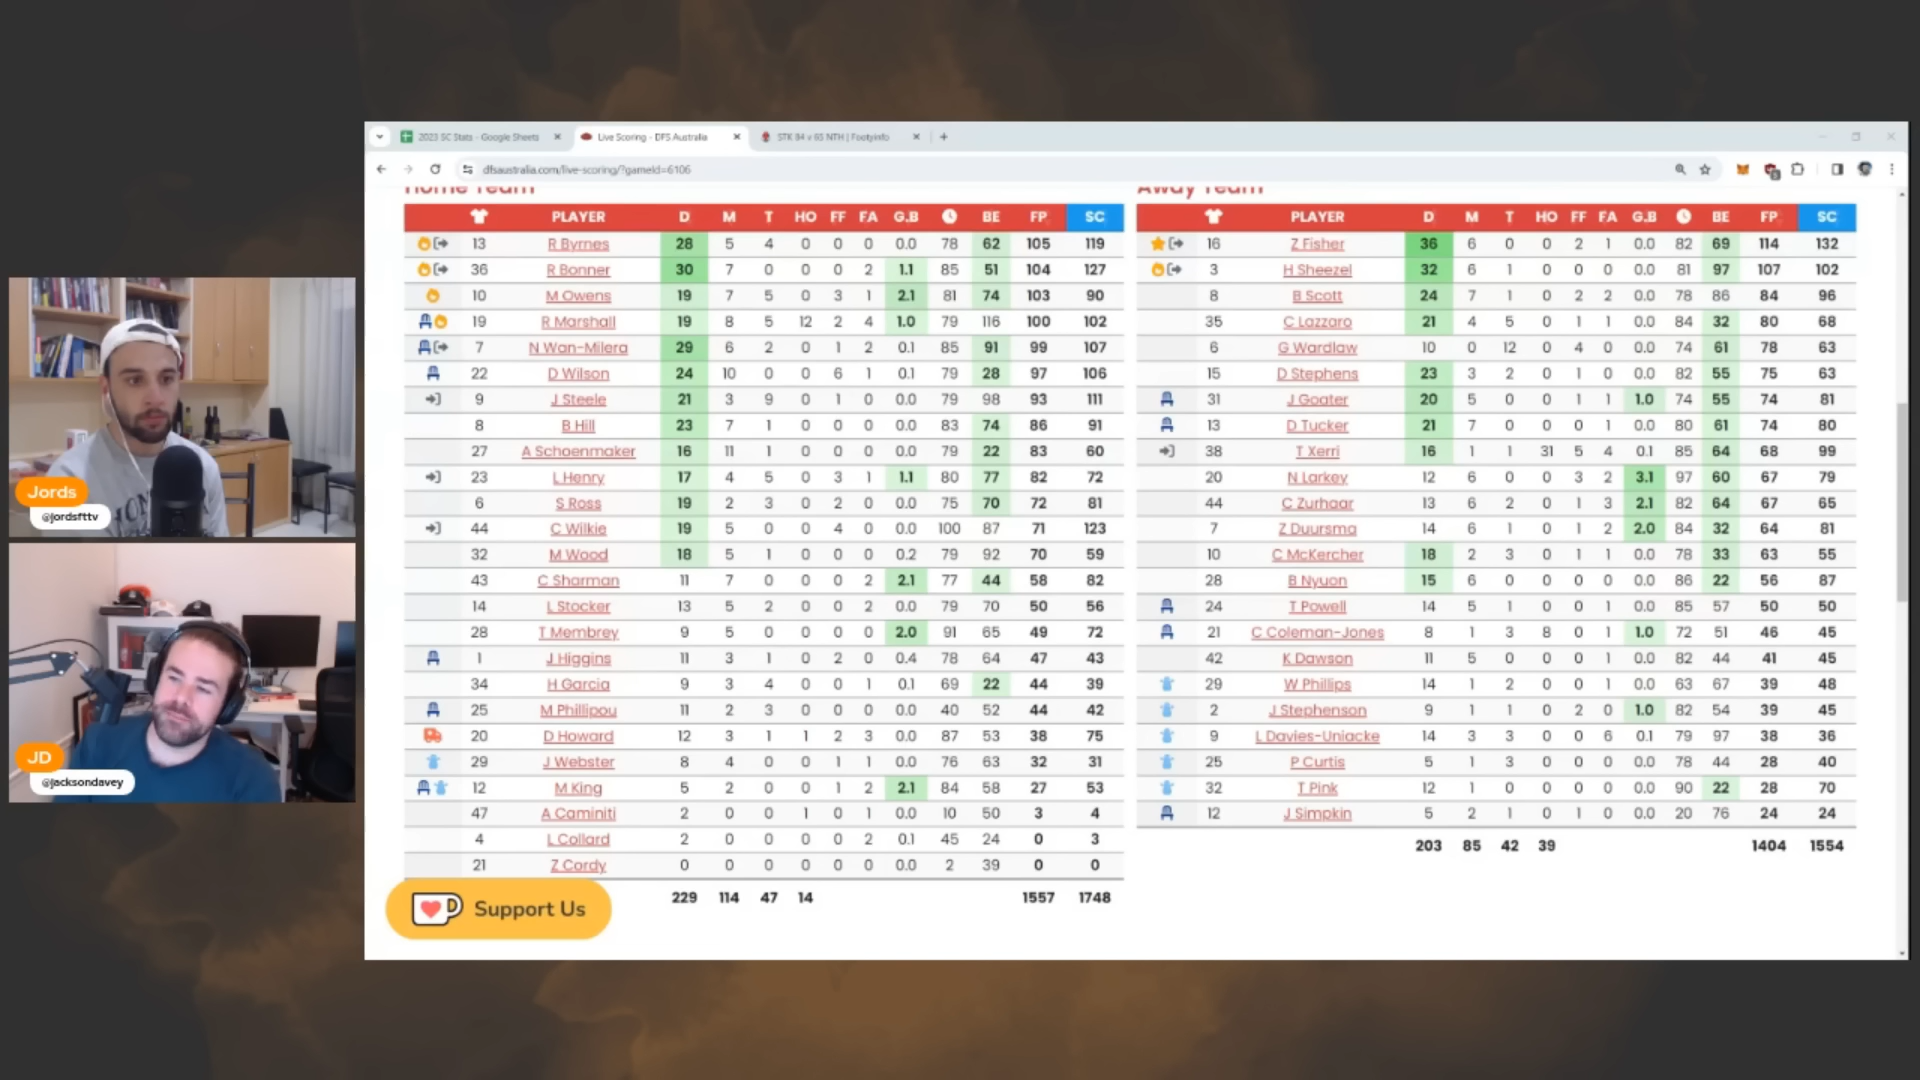 2023 SC Stats - Google Sheets
Live Scoring - DFS Australia
STK 84 v 65 NTH | Footyinfo
dfsaustralia.com/live-scoring/?gameId=6106
Home Team
PLAYER D M T HO FF FA G.B BE FP SC
13 R Byrnes 28 5 4 0 0 0 0.0 78 62 105 119
36 R Bonner 30 7 0 0 0 2 1.1 85 51 104 127
10 M Owens 19 7 5 0 3 1 2.1 81 74 103 90
19 R Marshall 19 8 5 12 2 4 1.0 79 116 100 102
7 N Wan-Milera 29 6 2 0 1 2 0.1 85 91 99 107
22 D Wilson 24 10 0 0 6 1 0.1 79 28 97 106
9 J Steele 21 3 9 0 1 0 0.0 79 98 93 111
8 B Hill 23 7 1 0 0 0 0.0 83 74 86 91
27 A Schoenmaker 16 11 1 0 0 0 0.0 79 22 83 60
23 L Henry 17 4 5 0 3 1 1.1 80 77 82 72
6 S Ross 19 2 3 0 2 0 0.0 75 70 72 81
44 C Wilkie 19 5 0 0 4 0 0.0 100 87 71 123
32 M Wood 18 5 1 0 0 0 0.2 79 92 70 59
43 C Sharman 11 7 0 0 0 2 2.1 77 44 58 82
14 L Stocker 13 5 2 0 0 2 0.0 79 70 50 56
28 T Membrey 9 5 0 0 0 0 2.0 91 65 49 72
1 J Higgins 11 3 1 0 2 0 0.4 78 64 47 43
34 H Garcia 9 3 4 0 0 1 0.1 69 22 44 39
25 M Phillipou 11 2 3 0 0 0 0.0 40 52 44 42
20 D Howard 12 3 1 1 2 3 0.0 87 53 38 75
29 J Webster 8 4 0 0 1 1 0.0 76 63 32 31
12 M King 5 2 0 0 1 2 2.1 84 58 27 53
47 A Caminiti 2 0 0 1 0 1 0.0 10 50 3 4
4 L Collard 2 0 0 0 0 2 0.1 45 24 0 3
21 Z Cordy 0 0 0 0 0 0 0.0 2 39 0 0
229 114 47 14 1557 1748
Away Team
PLAYER D M T HO FF FA G.B BE FP SC
16 Z Fisher 36 6 0 0 2 1 0.0 82 69 114 132
3 H Sheezel 32 6 1 0 0 0 0.0 81 97 107 102
8 B Scott 24 7 1 0 2 2 0.0 78 86 84 96
35 C Lazzaro 21 4 5 0 1 1 0.0 84 32 80 68
6 G Wardlaw 10 0 12 0 4 0 0.0 74 61 78 63
15 D Stephens 23 3 2 0 1 0 0.0 82 55 75 63
31 J Goater 20 5 0 0 1 1 1.0 74 55 74 81
13 D Tucker 21 7 0 0 0 1 0.0 80 61 74 80
38 T Xerri 16 1 1 31 5 4 0.1 85 64 68 99
20 N Larkey 12 6 0 0 3 2 3.1 97 60 67 79
44 C Zurhaar 13 6 2 0 1 3 2.1 82 64 67 65
7 Z Duursma 14 6 1 0 1 2 2.0 84 32 64 81
10 C McKercher 18 2 3 0 1 1 0.0 78 33 63 55
28 B Nyuon 15 6 0 0 0 0 0.0 86 22 56 87
24 T Powell 14 5 1 0 0 1 0.0 85 57 50 50
21 C Coleman-Jones 8 1 3 8 0 1 1.0 72 51 46 45
42 K Dawson 11 5 0 0 0 1 0.0 82 44 41 45
29 W Phillips 14 1 2 0 0 1 0.0 63 67 39 48
2 J Stephenson 9 1 1 0 2 0 1.0 82 54 39 45
9 L Davies-Uniacke 14 3 3 0 0 6 0.1 79 97 38 36
25 P Curtis 5 1 3 0 0 0 0.0 78 44 28 40
32 T Pink 12 1 0 0 0 0 0.0 90 22 28 70
12 J Simpkin 5 2 1 0 1 0 0.0 20 76 24 24
203 85 42 39 1404 1554
Support Us
Jords
@jordsfttv
JD
@jacksondavey